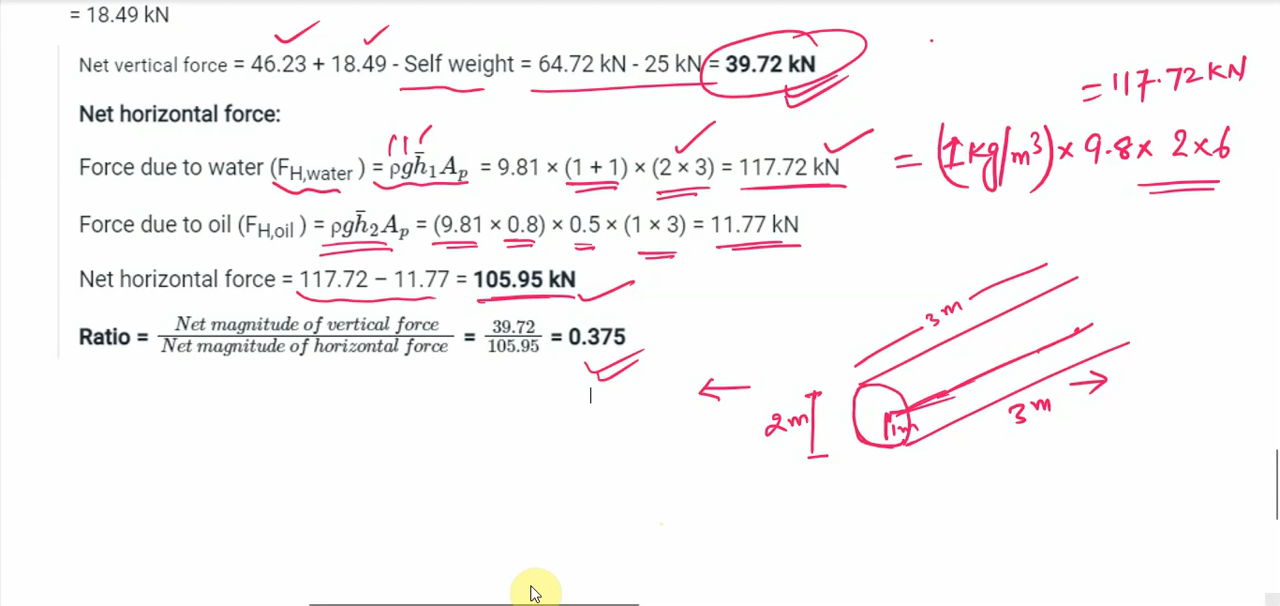 = 18.49 kN
Net vertical force = 46.23 + 18.49 - Self weight = 64.72 kN - 25 kN = 39.72 kN
= 117.72 KN
Net horizontal force:
Force due to water (F_H,water) = ρgh̄₁Aₚ = 9.81 × (1 + 1) × (2 × 3) = 117.72 kN
= (1 kg/m³) × 9.8 × 2×6
Force due to oil (F_H,oil) = ρgh̄₂Aₚ = (9.81 × 0.8) × 0.5 × (1 × 3) = 11.77 kN
Net horizontal force = 117.72 − 11.77 = 105.95 kN
Ratio = Net magnitude of vertical force / Net magnitude of horizontal force = 39.72 / 105.95 = 0.375
3m
2m
1m
3m